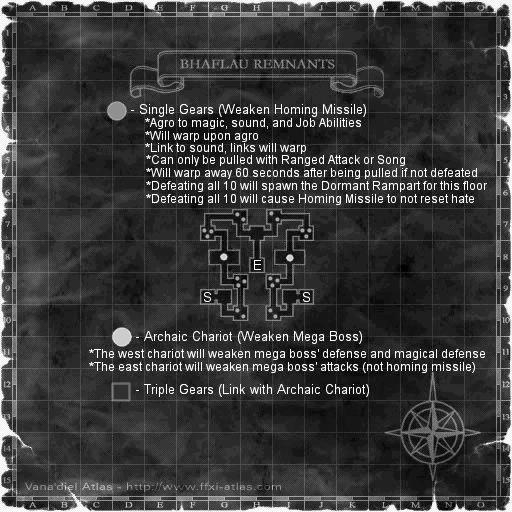 A B C D E F G H I J K L M N O
BHAFLAU REMNANTS
- Single Gears (Weaken Homing Missile)
*Agro to magic, sound, and Job Abilities
*Will warp upon agro
*Link to sound, links will warp
*Can only be pulled with Ranged Attack or Song
*Will warp away 60 seconds after being pulled if not defeated
*Defeating all 10 will spawn the Dormant Rampart for this floor
*Defeating all 10 will cause Homing Missile to not reset hate
E
S S
- Archaic Chariot (Weaken Mega Boss)
*The west chariot will weaken mega boss' defense and magical defense
*The east chariot will weaken mega boss' attacks (not homing missile)
- Triple Gears (Link with Archaic Chariot)
Vana'diel Atlas - http://www.ffxi-atlas.com
A B C D E F G H I J K L M N O